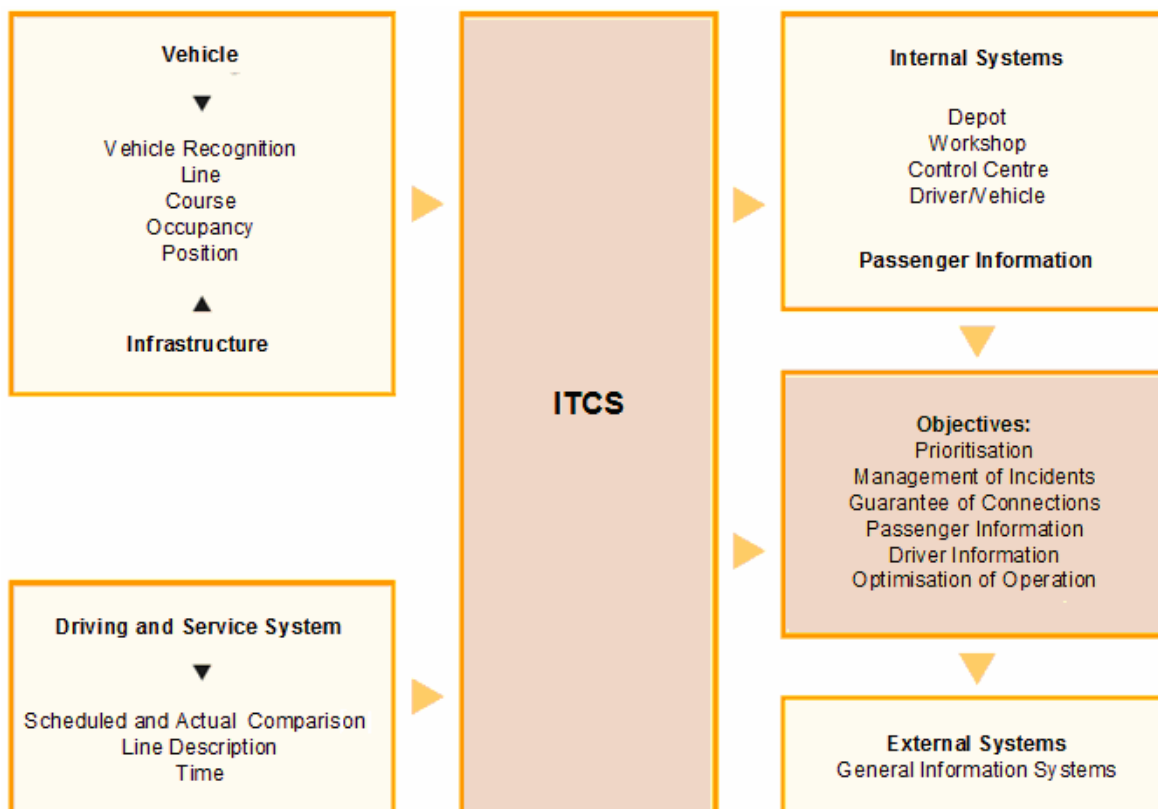 Vehicle
Vehicle Recognition
Line
Course
Occupancy
Position
Infrastructure
Driving and Service System
Scheduled and Actual Comparison
Line Description
Time
ITCS
Internal Systems
Depot
Workshop
Control Centre
Driver/Vehicle
Passenger Information
Objectives:
Prioritisation
Management of Incidents
Guarantee of Connections
Passenger Information
Driver Information
Optimisation of Operation
External Systems
General Information Systems